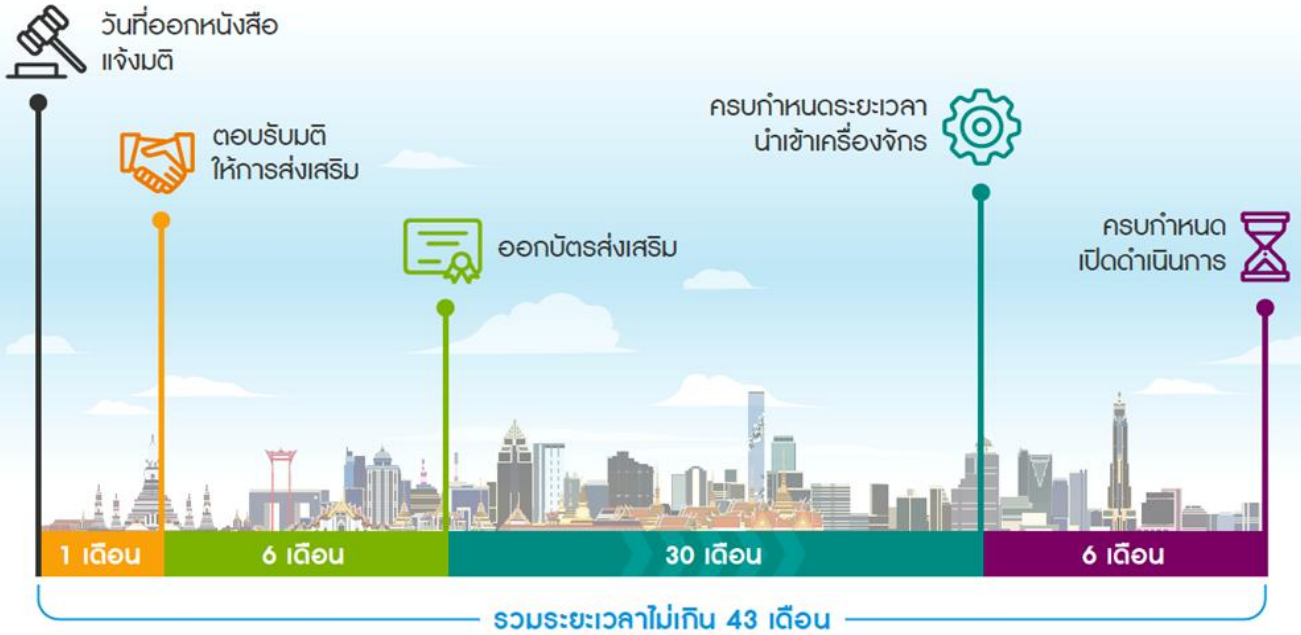 วันที่ออกหนังสือ
แจ้งมติ
ตอบรับมติ
ให้การส่งเสริม
ออกบัตรส่งเสริม
ครบกำหนดระยะเวลา
นำเข้าเครื่องจักร
ครบกำหนด
เปิดดำเนินการ
1 เดือน
6 เดือน
30 เดือน
6 เดือน
รวมระยะเวลาไม่เกิน 43 เดือน